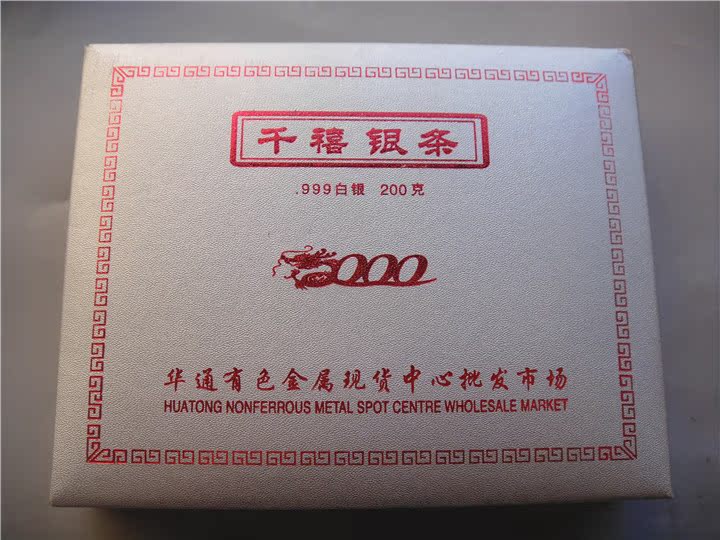 千禧银条
.999白银 200克
2000
华通有色金属现货中心批发市场
HUATONG NONFERROUS METAL SPOT CENTRE WHOLESALE MARKET